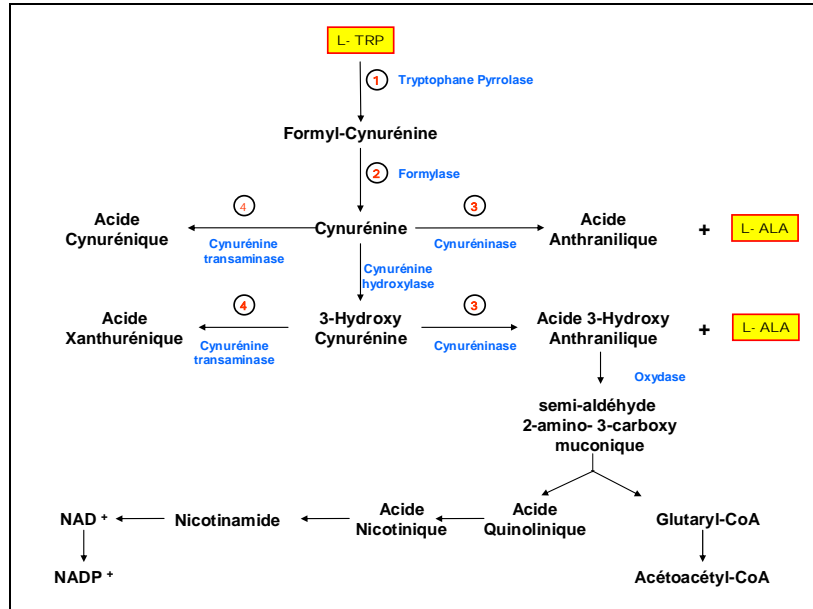 L- TRP
1 Tryptophane Pyrrolase
Formyl-Cynurénine
2 Formylase
4 3
Acide Cynurénine Acide + L- ALA
Cynurénique Cynurénine Cynuréninase Anthranilique
transaminase
Cynurénine
hydroxylase
4 3
Acide 3-Hydroxy Acide 3-Hydroxy + L- ALA
Xanthurénique Cynurénine Anthranilique
Cynurénine Cynuréninase
transaminase
Oxydase
semi-aldéhyde
2-amino- 3-carboxy
muconique
NAD + Nicotinamide Acide Acide Glutaryl-CoA
Nicotinique Quinolinique
NADP + Acétoacétyl-CoA